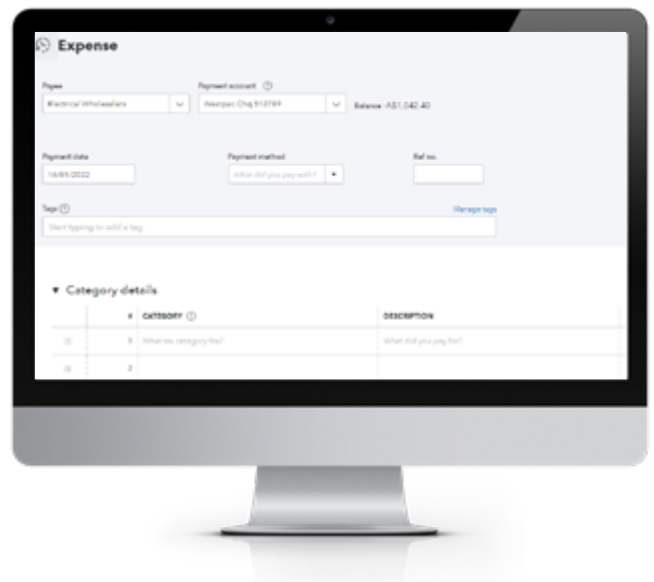 Expense
Payee Payment account
Electrical Wholesalers Westpac Chq Balance -A$1,042.40
Payment date Payment method Ref no.
14/05/2022 What did you pay with?
Tags Manage tags
Start typing to add a tag
Category details
# CATEGORY DESCRIPTION
1 What tax category fits? What did you pay for?
2